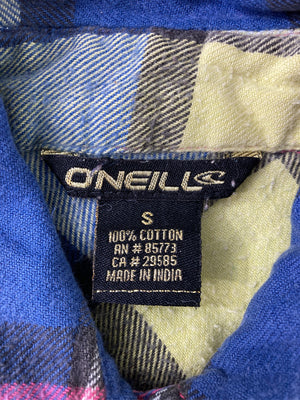 O'NEILL
S
100% COTTON
RN # 85773
CA # 29585
MADE IN INDIA